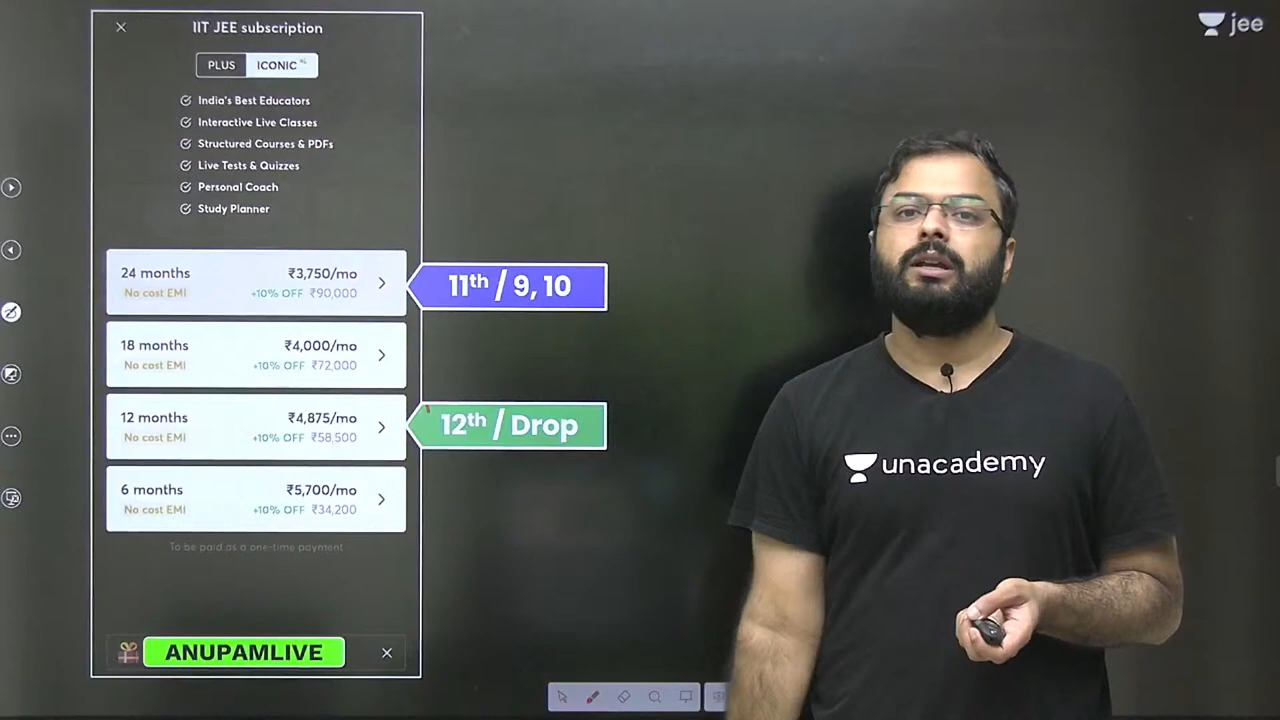 IIT JEE subscription
PLUS
ICONIC
India's Best Educators
Interactive Live Classes
Structured Courses & PDFs
Live Tests & Quizzes
Personal Coach
Study Planner
24 months ₹3,750/mo
No cost EMI +10% OFF ₹90,000
18 months ₹4,000/mo
No cost EMI +10% OFF ₹72,000
12 months ₹4,875/mo
No cost EMI +10% OFF ₹58,500
6 months ₹5,700/mo
No cost EMI +10% OFF ₹34,200
To be paid as a one-time payment
ANUPAMLIVE
11th / 9, 10
12th / Drop
jee
unacademy